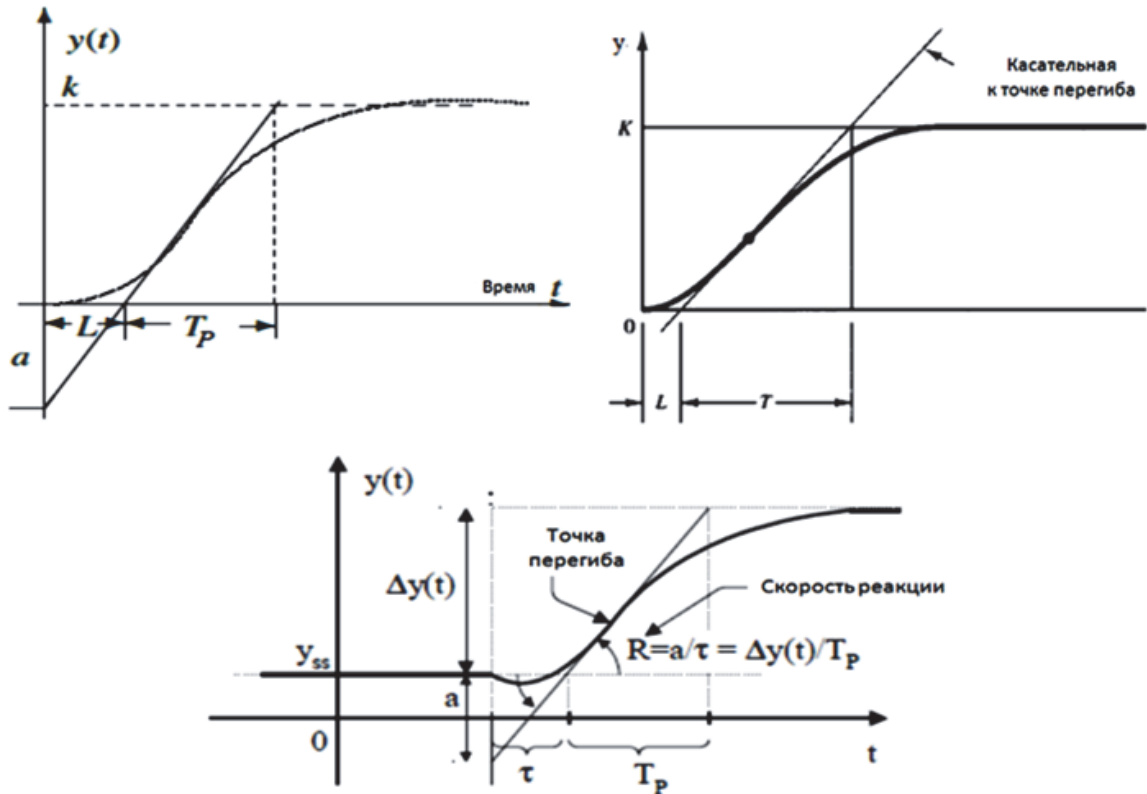 y(t)
k
Время t
L
T_P
a
y
Касательная
к точке перегиба
K
0
L
T
y(t)
Точка
перегиба
Δy(t)
Скорость реакции
R=a/τ = Δy(t)/T_P
y_ss
a
0
t
τ
T_P